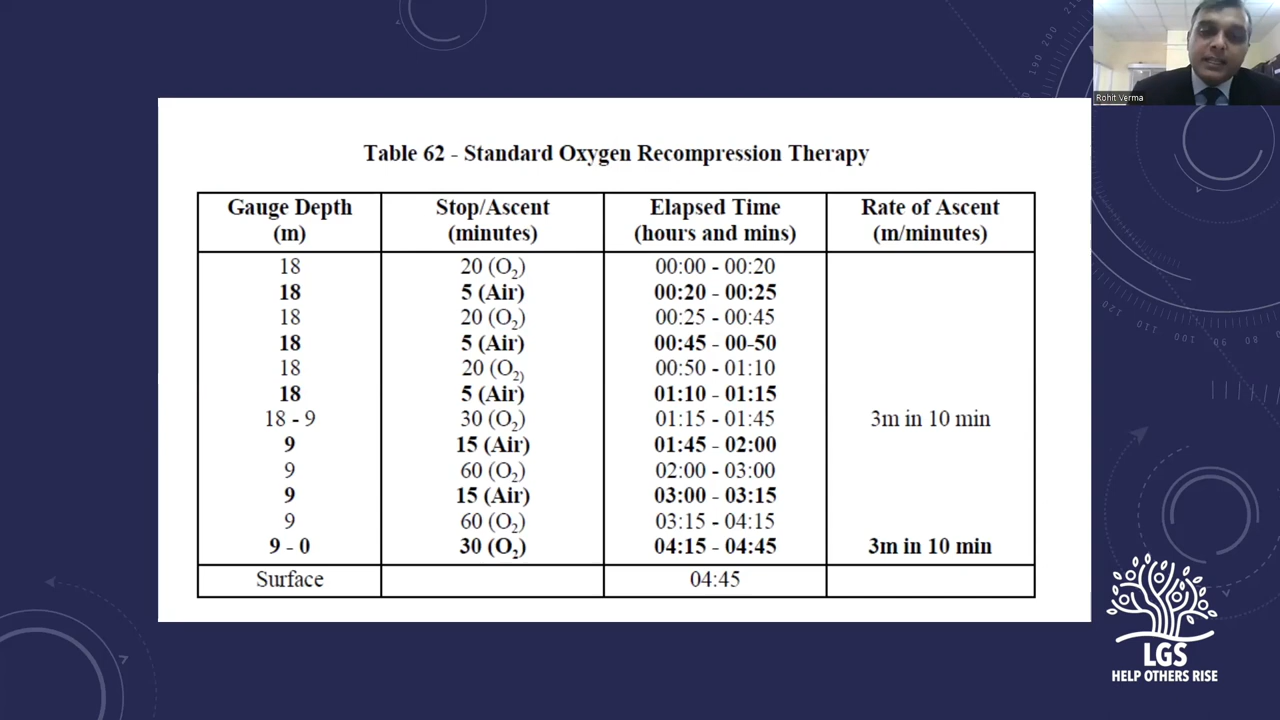 Rohit Verma
Table 62 - Standard Oxygen Recompression Therapy
Gauge Depth (m) Stop/Ascent (minutes) Elapsed Time (hours and mins) Rate of Ascent (m/minutes)
18 20 (O₂) 00:00 - 00:20
18 5 (Air) 00:20 - 00:25
18 20 (O₂) 00:25 - 00:45
18 5 (Air) 00:45 - 00-50
18 20 (O₂) 00:50 - 01:10
18 5 (Air) 01:10 - 01:15
18 - 9 30 (O₂) 01:15 - 01:45 3m in 10 min
9 15 (Air) 01:45 - 02:00
9 60 (O₂) 02:00 - 03:00
9 15 (Air) 03:00 - 03:15
9 60 (O₂) 03:15 - 04:15
9 - 0 30 (O₂) 04:15 - 04:45 3m in 10 min
Surface 04:45
LGS
HELP OTHERS RISE